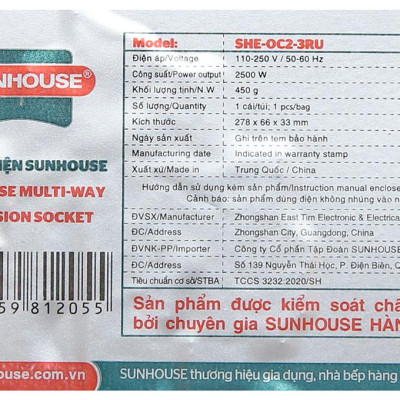 SUNHOUSE®
Model: SHE-OC2-3RU
Điện áp/Voltage 110-250 V / 50-60 Hz
Công suất/Power output 2500 W
Khối lượng tịnh/N.W 450 g
Số lượng/Quantity 1 cái/túi; 1 pcs/bag
Kích thước 278 x 66 x 33 mm
Ngày sản xuất Ghi trên tem bảo hành
Manufacturing date Indicated in warranty stamp
Xuất xứ/Made in Trung Quốc / China
Hướng dẫn sử dụng kèm sản phẩm/Instruction manual enclose
Cảnh báo: sản phẩm dùng điện không nhúng vào n
ĐVSX/Manufacturer Zhongshan East Tim Electronic & Electrica
ĐC/Address Zhongshan City, Guangdong, China
ĐVNK-PP/Importer Công ty Cổ phần Tập Đoàn SUNHOUSE
ĐC/Address Số 139 Nguyễn Thái Học, P. Điện Biên, Q
Tiêu chuẩn cơ sở/STBA TCCS 3232:2020/SH
Sản phẩm được kiểm soát chấ
bởi chuyên gia SUNHOUSE HÀN
IỆN SUNHOUSE
SE MULTI-WAY
SION SOCKET
59 812055
house.com.vn
SUNHOUSE thương hiệu gia dụng, nhà bếp hàng